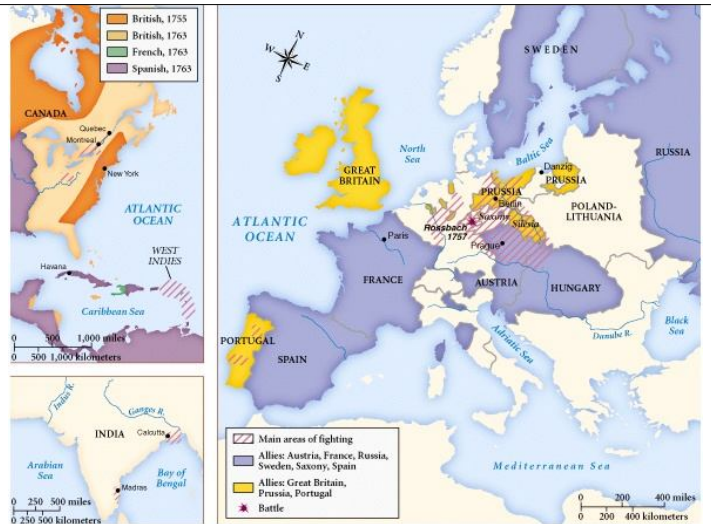 British, 1755
British, 1763
French, 1763
Spanish, 1763
CANADA
Quebec
Montreal
New York
ATLANTIC
OCEAN
WEST
INDIES
Havana
Caribbean Sea
0 500 1,000 miles
0 500 1,000 kilometers
Indus R.
Ganges R.
INDIA
Calcutta
Arabian
Sea
Bay of
Bengal
Madras
0 250 500 miles
0 250 500 kilometers
N
W
E
S
SWEDEN
North
Sea
Baltic Sea
RUSSIA
GREAT
BRITAIN
Danzig
PRUSSIA
PRUSSIA
Berlin
POLAND-
LITHUANIA
ATLANTIC
OCEAN
Saxony
Silesia
Rossbach
1757
Paris
Prague
FRANCE
AUSTRIA
HUNGARY
Black
Sea
Danube R.
Adriatic Sea
PORTUGAL
SPAIN
Mediterranean Sea
Main areas of fighting
Allies: Austria, France, Russia,
Sweden, Saxony, Spain
Allies: Great Britain,
Prussia, Portugal
Battle
0 200 400 miles
0 200 400 kilometers